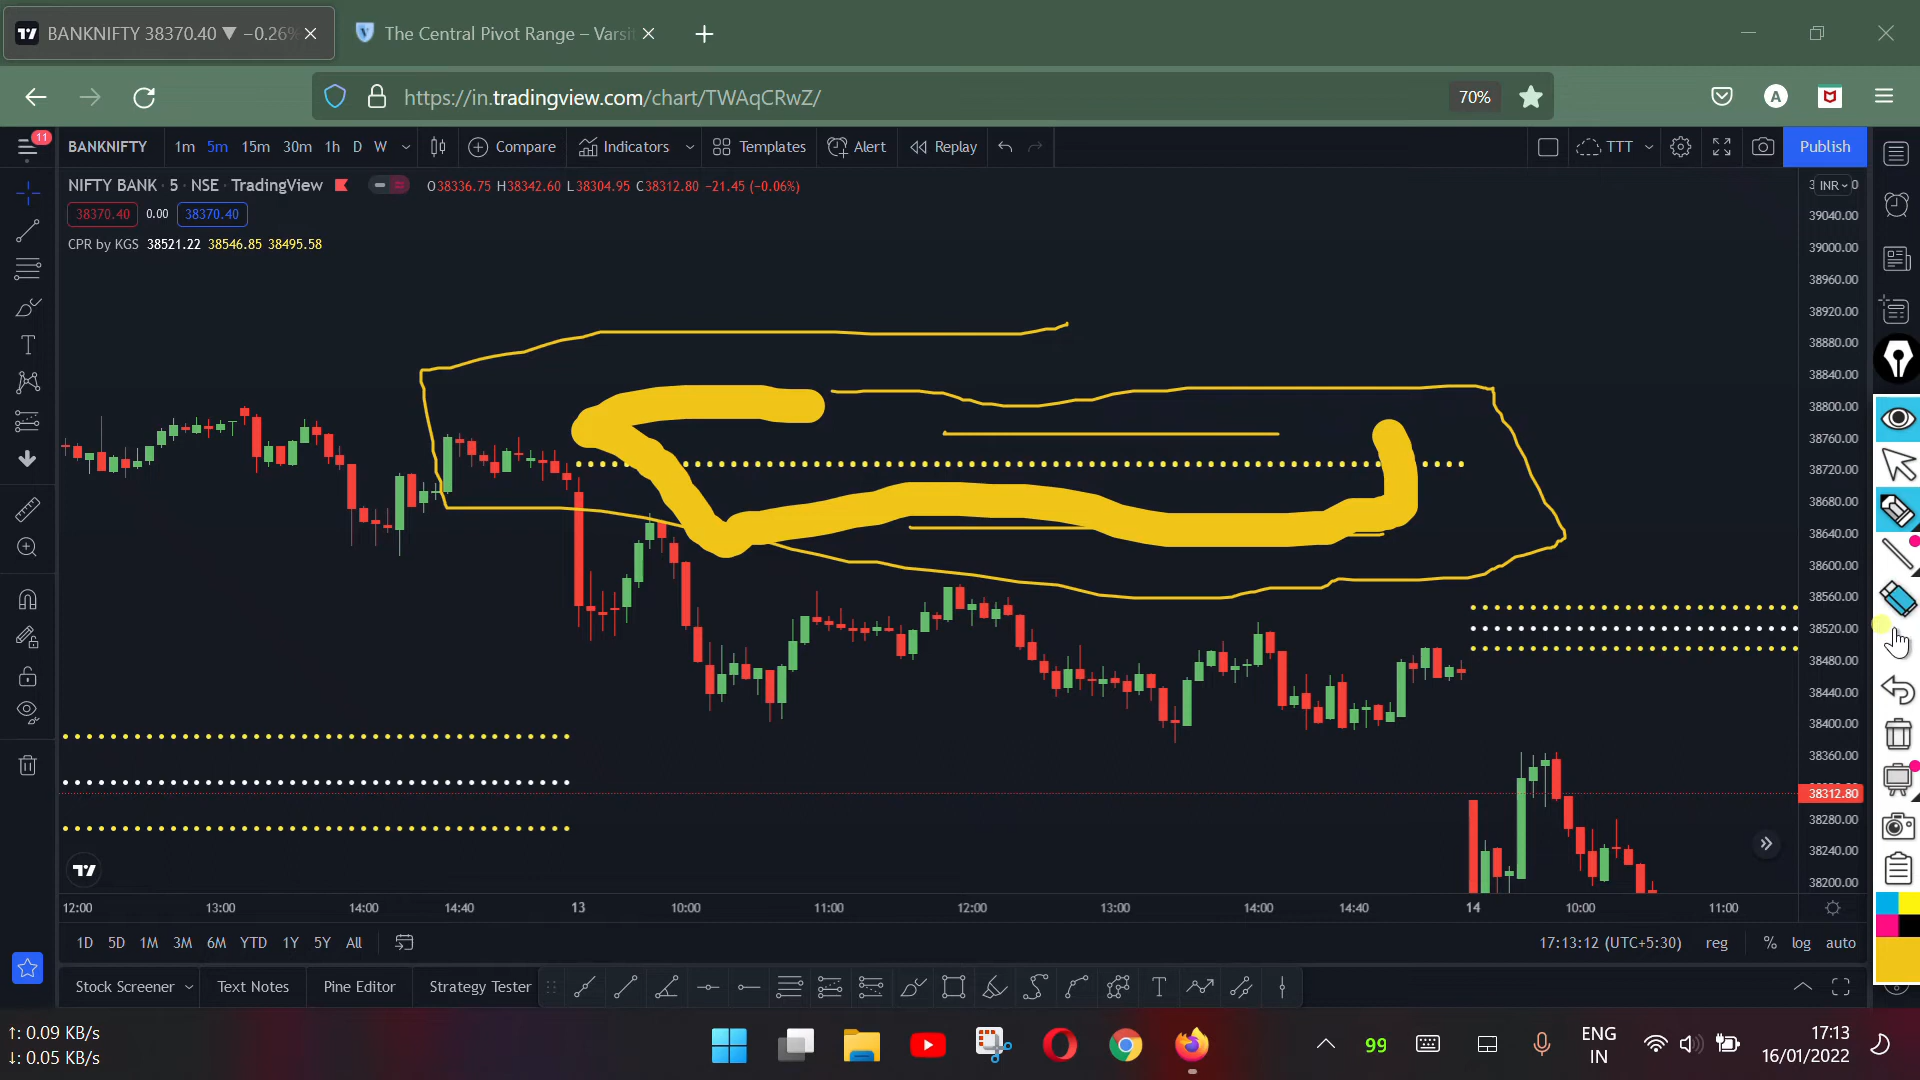 BANKNIFTY 38370.40 ▼ −0.26%
The Central Pivot Range – Varsit
https://in.tradingview.com/chart/TWAqCRwZ/
70%
A
11
BANKNIFTY 1m 5m 15m 30m 1h D W Compare Indicators Templates Alert Replay TTT Publish
NIFTY BANK · 5 · NSE · TradingView O38336.75 H38342.60 L38304.95 C38312.80 −21.45 (−0.06%)
38370.40 0.00 38370.40
CPR by KGS 38521.22 38546.85 38495.58
INR
39040.00
39000.00
38960.00
38920.00
38880.00
38840.00
38800.00
38760.00
38720.00
38680.00
38640.00
38600.00
38560.00
38520.00
38480.00
38440.00
38400.00
38360.00
38312.80
38280.00
38240.00
38200.00
12:00 13:00 14:00 14:40 13 10:00 11:00 12:00 13:00 14:00 14:40 14 10:00 11:00
1D 5D 1M 3M 6M YTD 1Y 5Y All 17:13:12 (UTC+5:30) reg % log auto
Stock Screener Text Notes Pine Editor Strategy Tester
↑: 0.09 KB/s
↓: 0.05 KB/s
99
ENG
IN
17:13
16/01/2022